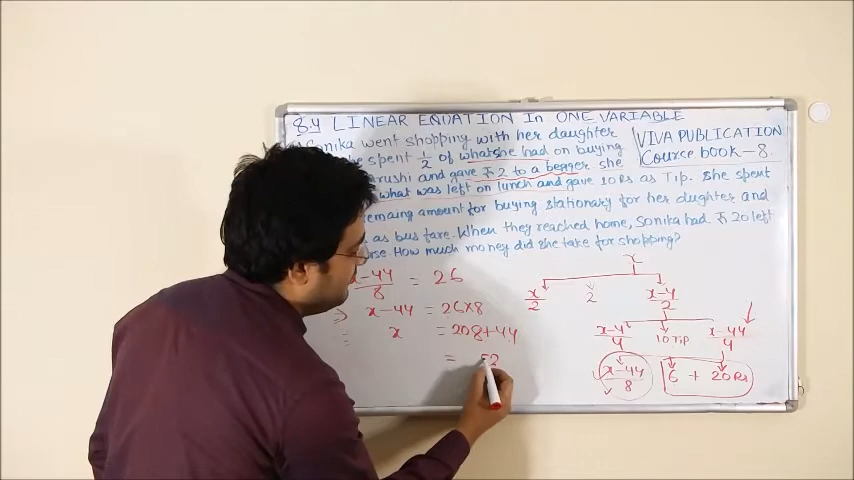 8.4 LINEAR EQUATION IN ONE VARIABLE
Sonika went shopping with her daughter
spent 1/2 of what she had on buying
arushi and gave ₹ 2 to a beggar she
what was left on lunch and gave 10Rs as Tip. She spent
remaing amount for buying stationary for her dughter and
as bus fare. When they reached home, Sonika had ₹ 20 left
How much money did she take for shopping?
VIVA PUBLICATION
Course book-8.
x-44/8 = 26
⇒ x-44 = 26×8
= x = 208+44
= 52
x
x/2 2 x-4/2
x-44/4 10 Tip x-44/4
x-44/8 6 + 20 Rs